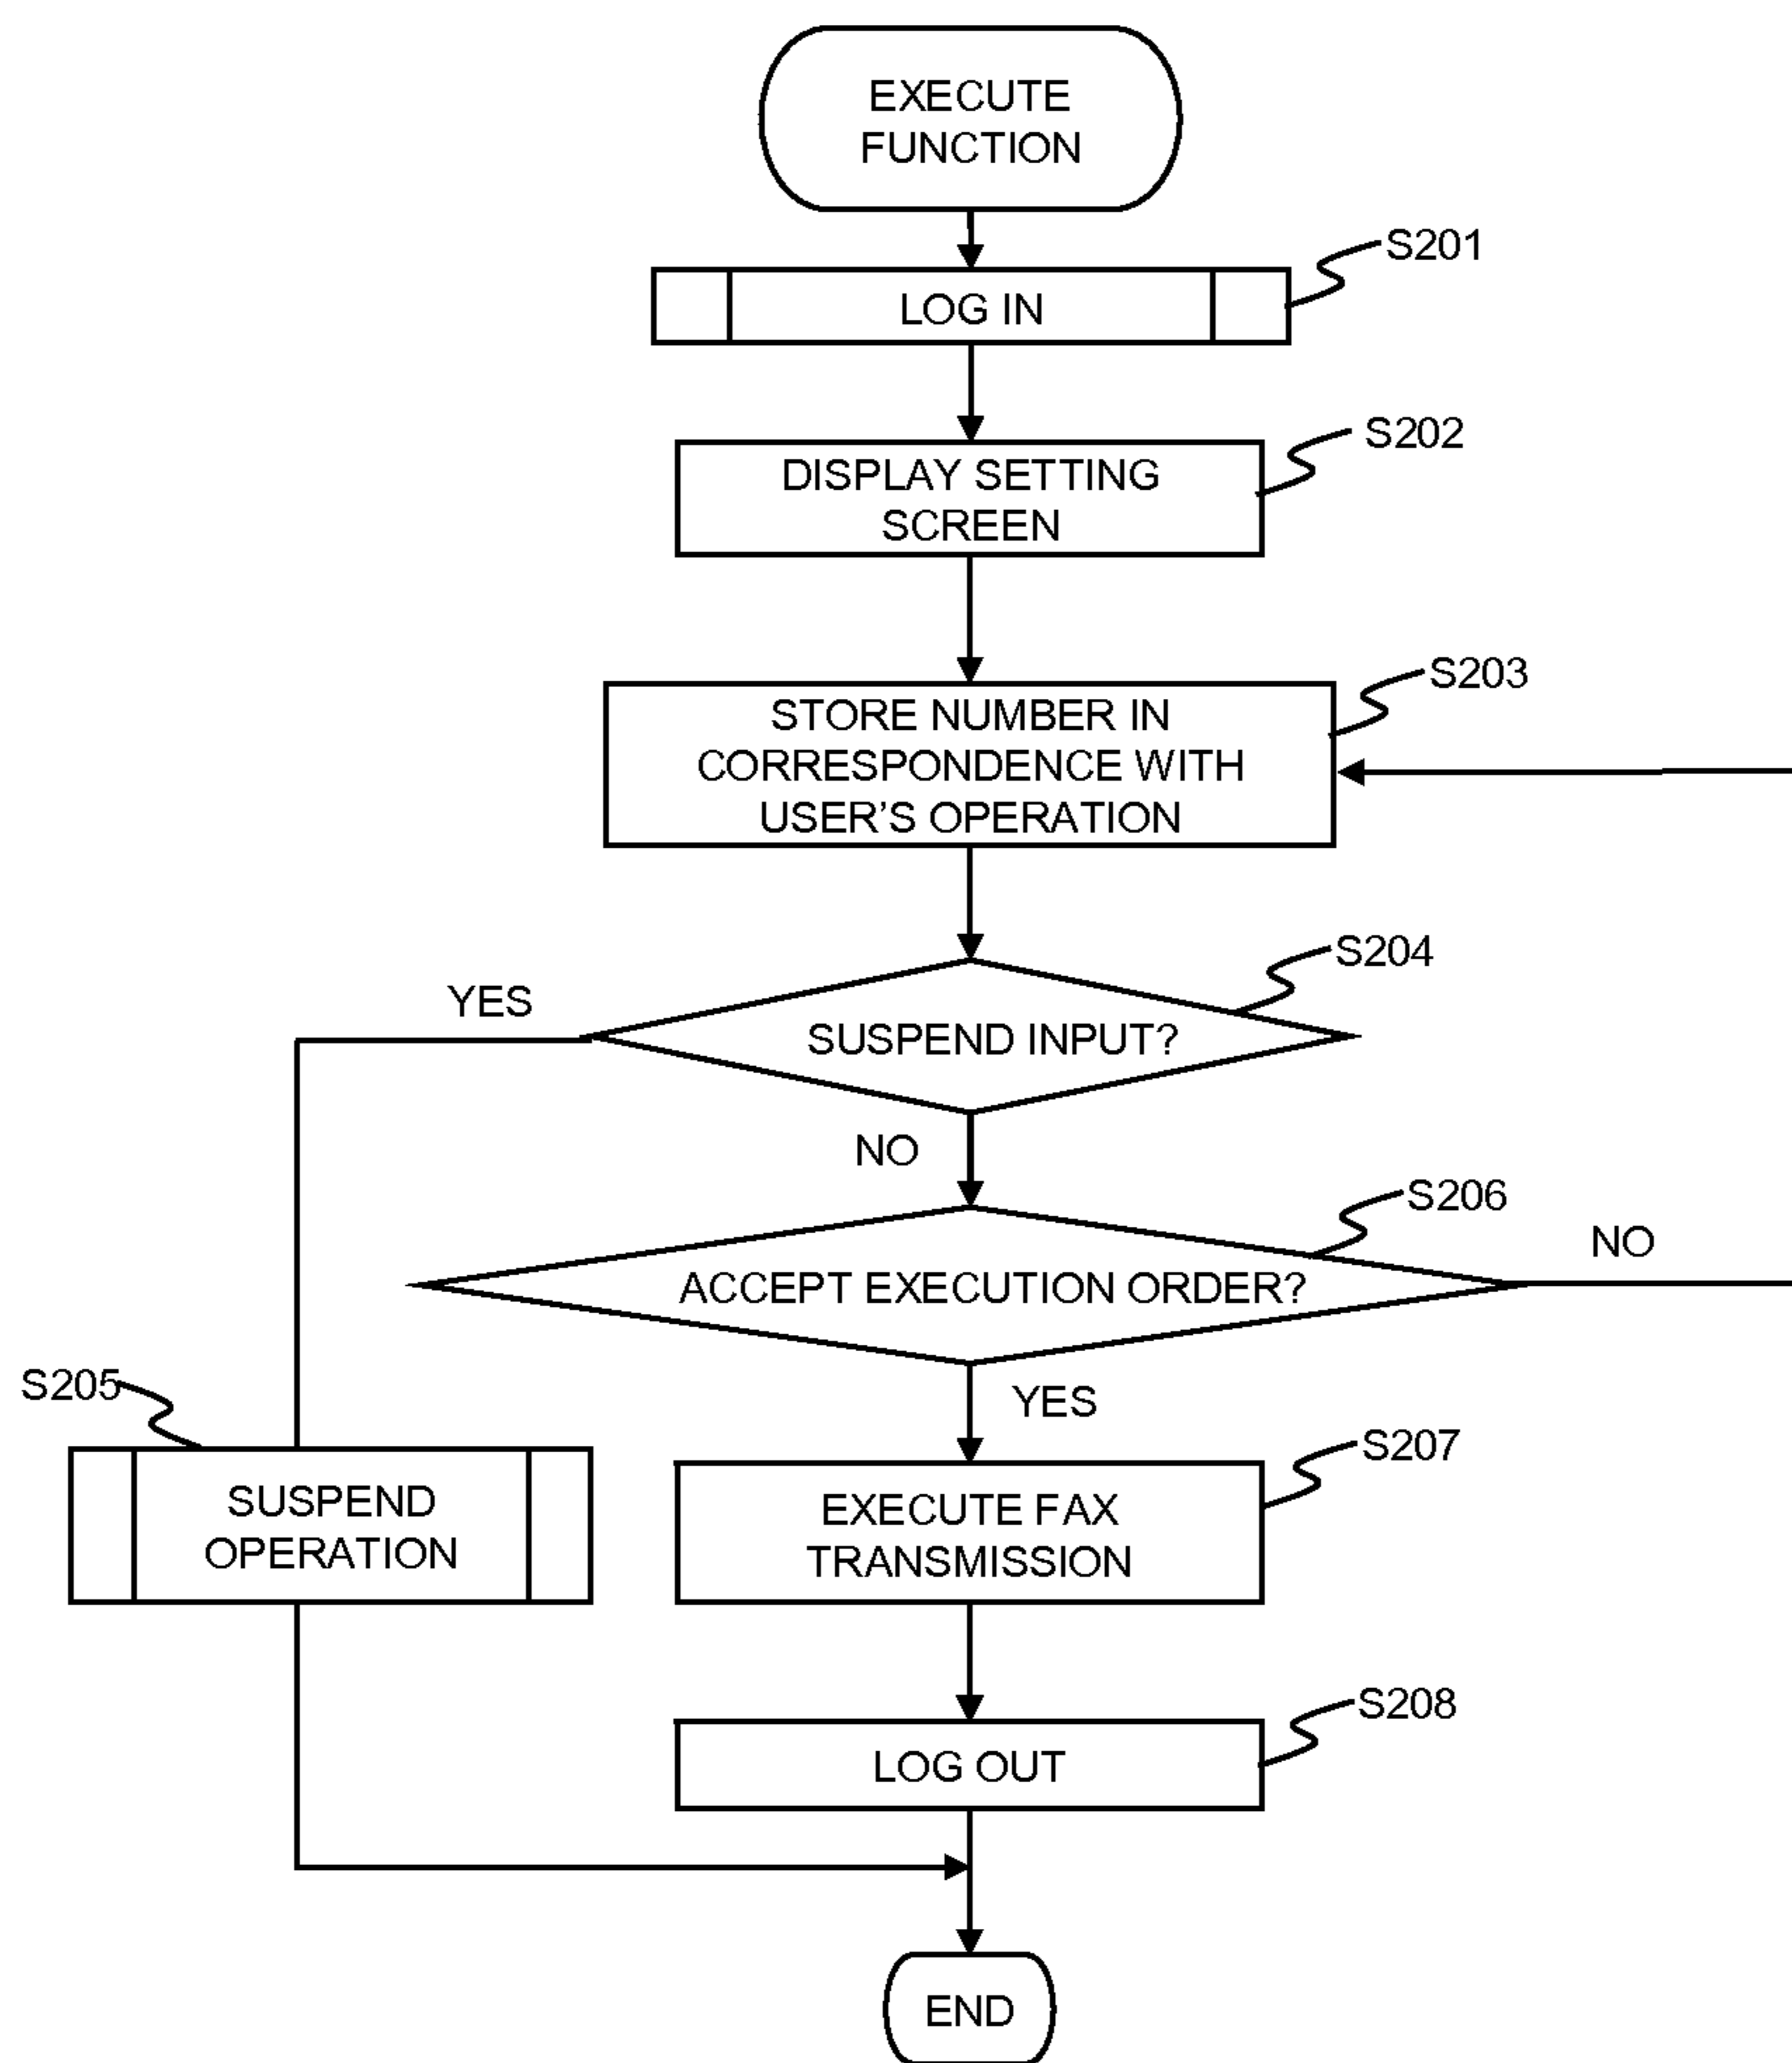 EXECUTE
FUNCTION
S201
LOG IN
S202
DISPLAY SETTING
SCREEN
S203
STORE NUMBER IN
CORRESPONDENCE WITH
USER'S OPERATION
S204
YES
SUSPEND INPUT?
NO
S206
NO
ACCEPT EXECUTION ORDER?
S205
YES
S207
SUSPEND
OPERATION
EXECUTE FAX
TRANSMISSION
S208
LOG OUT
END